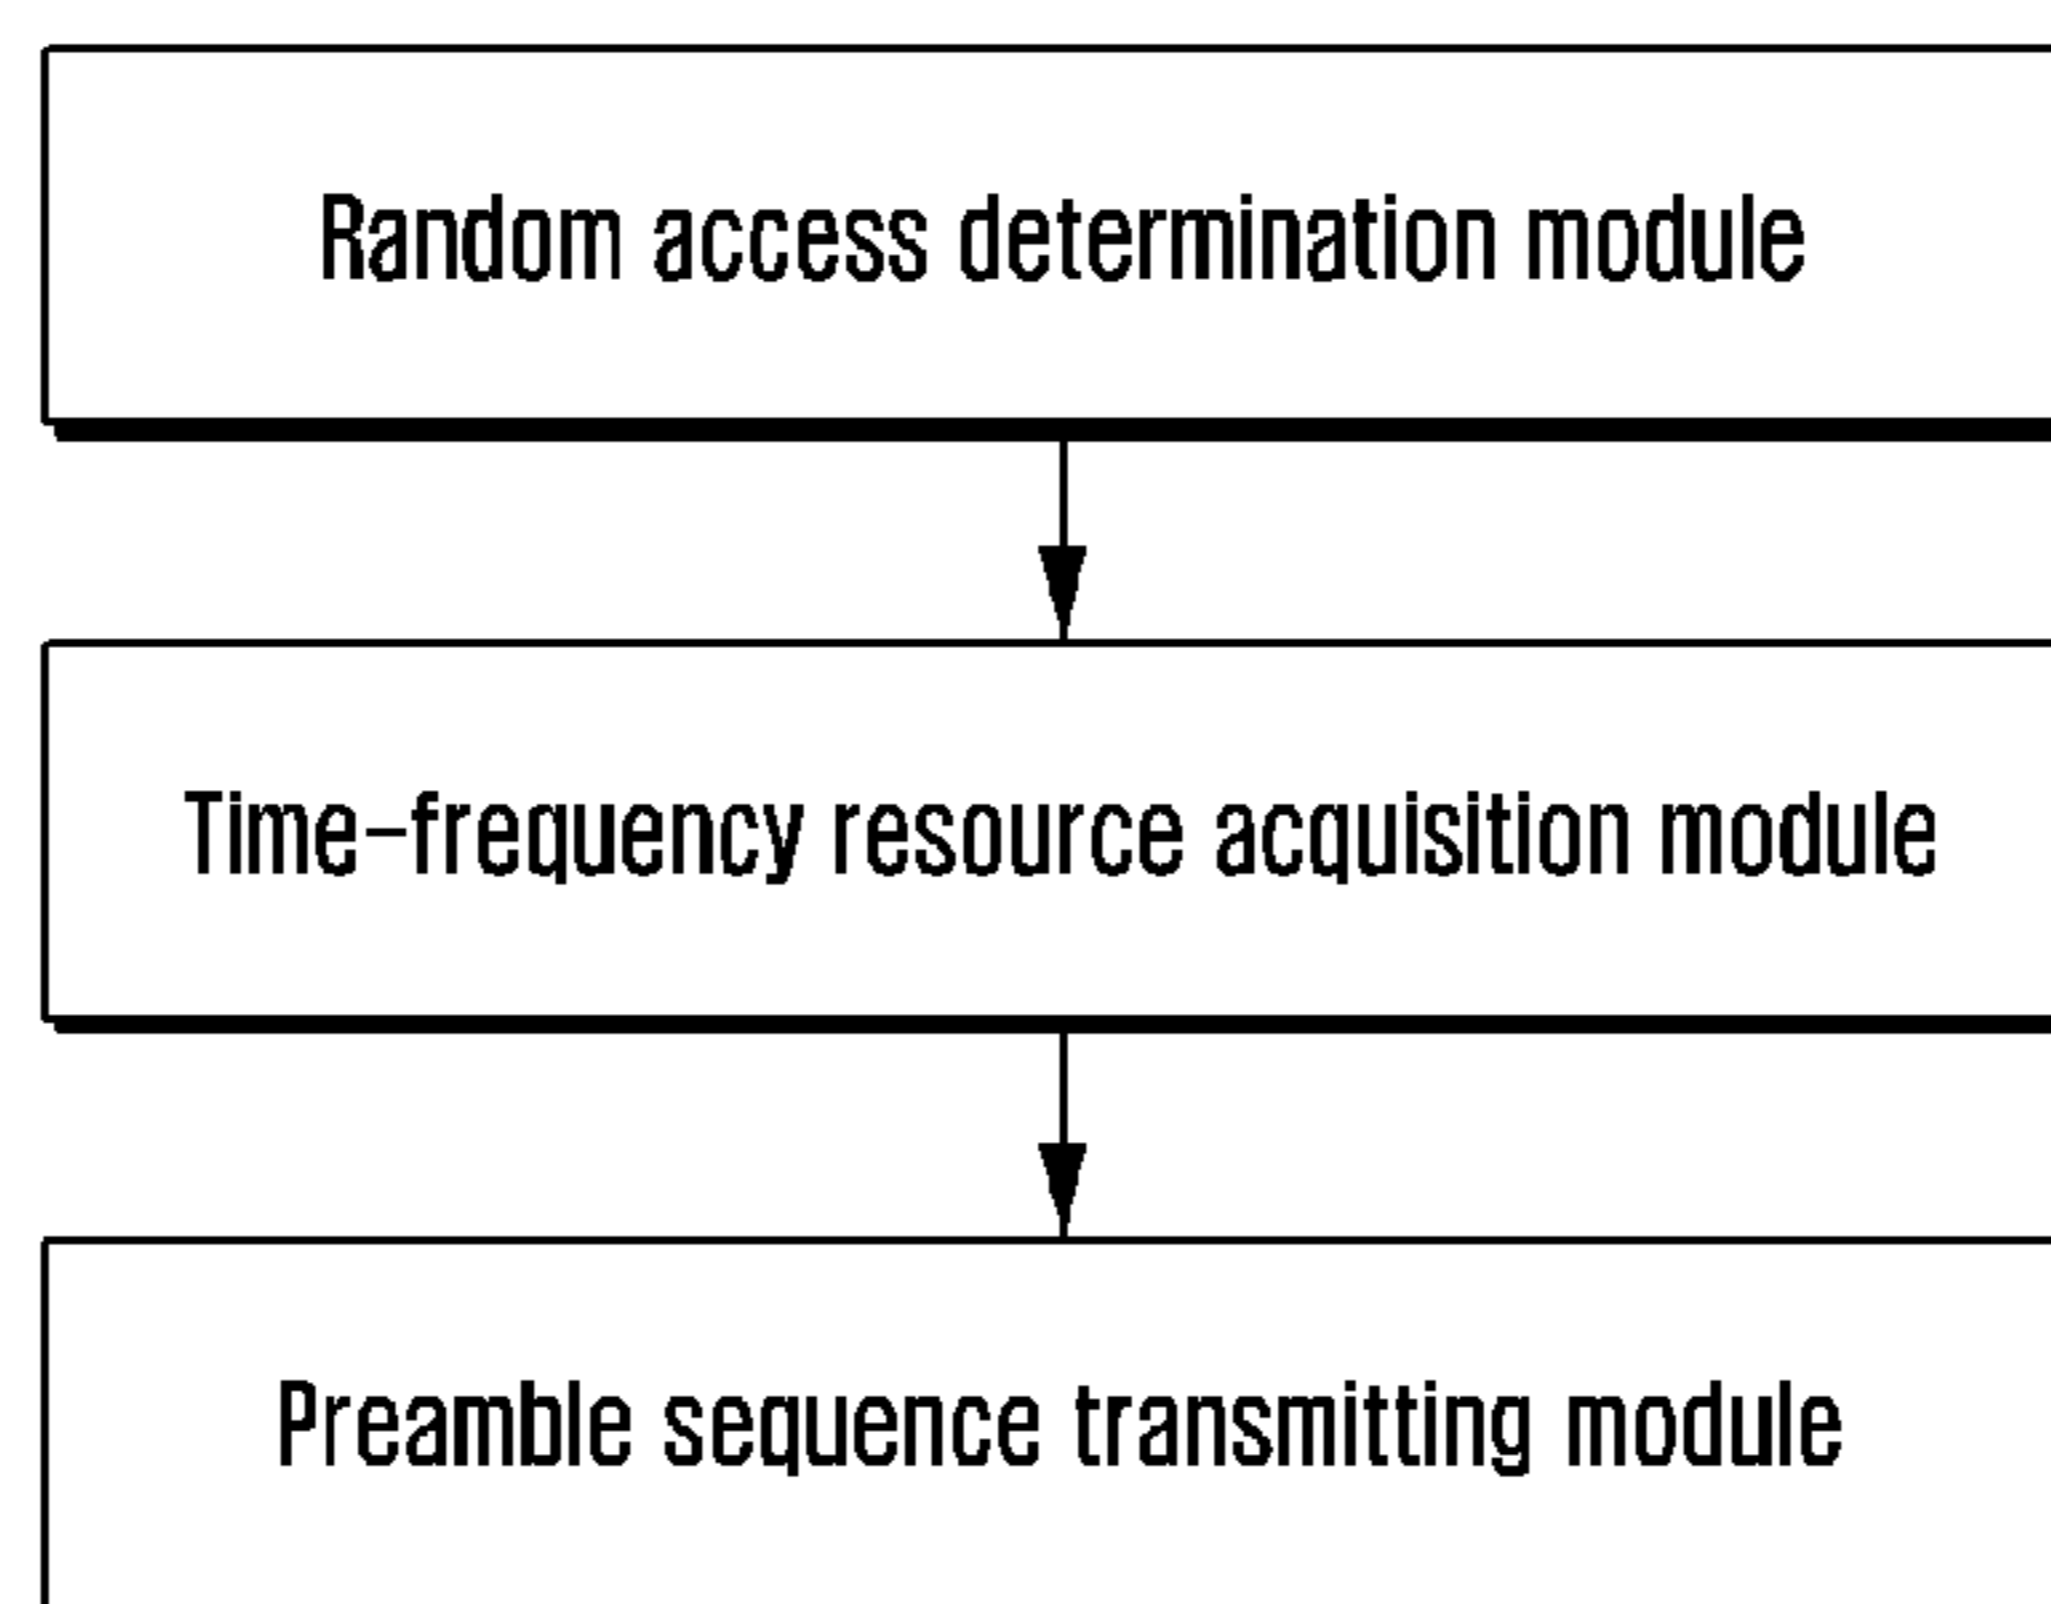 Random access determination module
Time-frequency resource acquisition module
Preamble sequence transmitting module